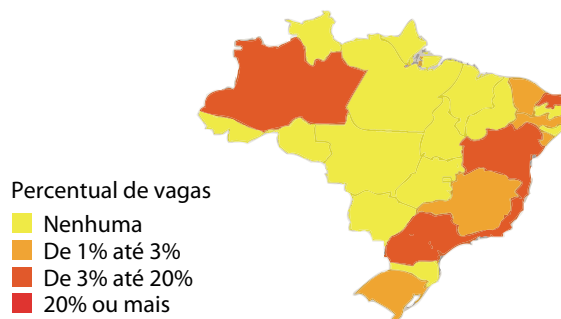 Percentual de vagas
Nenhuma
De 1% até 3%
De 3% até 20%
20% ou mais